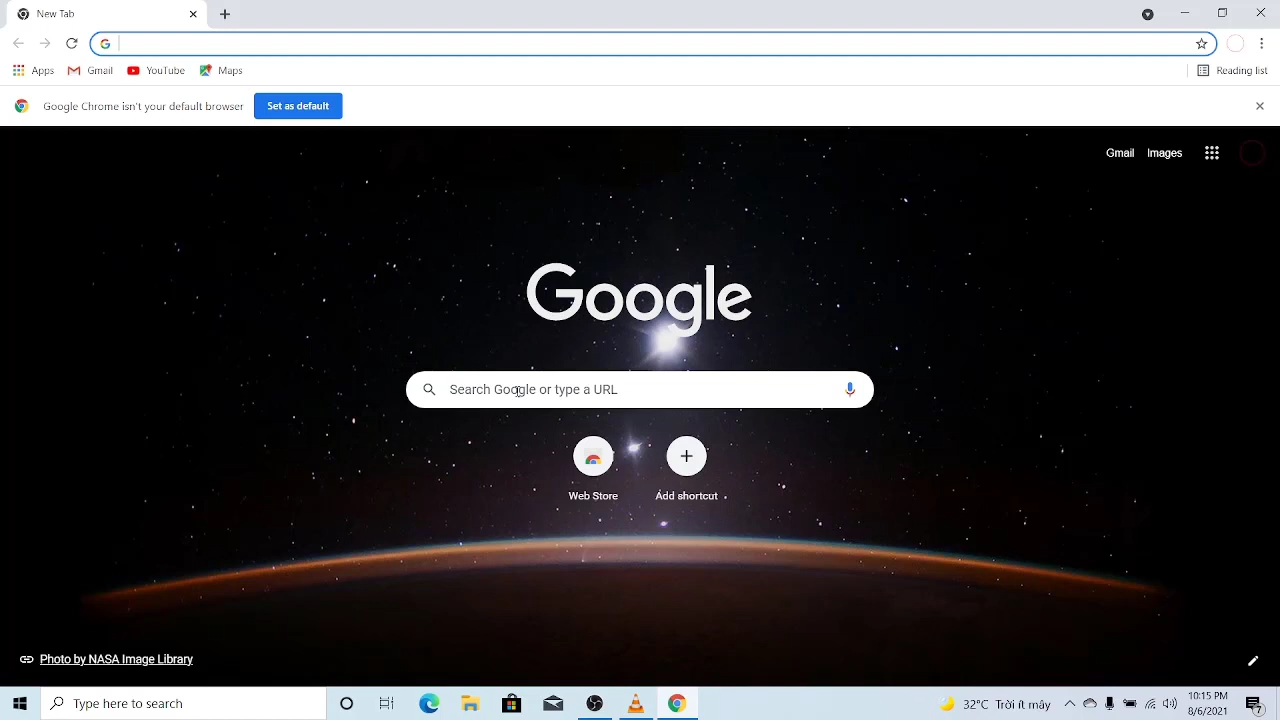 New Tab
Apps
Gmail
YouTube
Maps
Reading list
Google Chrome isn't your default browser
Set as default
Gmail
Images
Google
Search Google or type a URL
Web Store
Add shortcut
Photo by NASA Image Library
Type here to search
32°C Trời ít mây
10:15 PM
8/6/2021